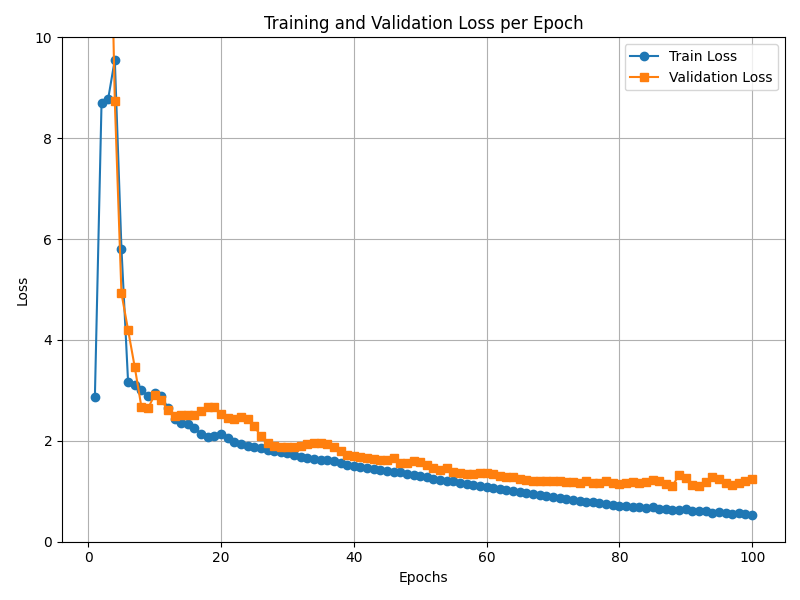 Training and Validation Loss per Epoch
Train Loss
Validation Loss
Loss
10
8
6
4
2
0
0 20 40 60 80 100
Epochs